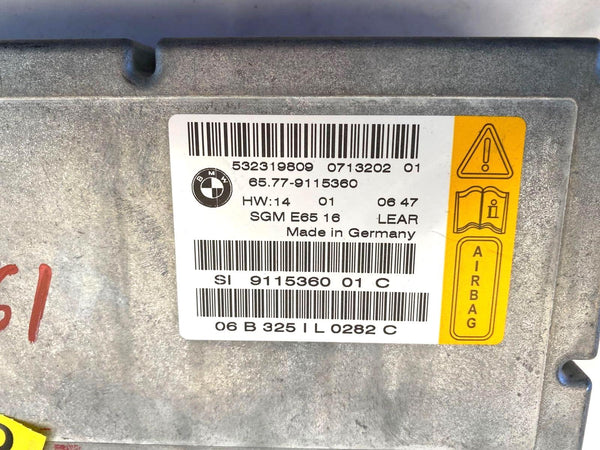 532319809 0713202 01
BMW
65.77-9115360
HW:14 01 06 47
SGM E65 16 LEAR
Made in Germany
SI 9115360 01 C
06 B 325 I L 0282 C
AIRBAG